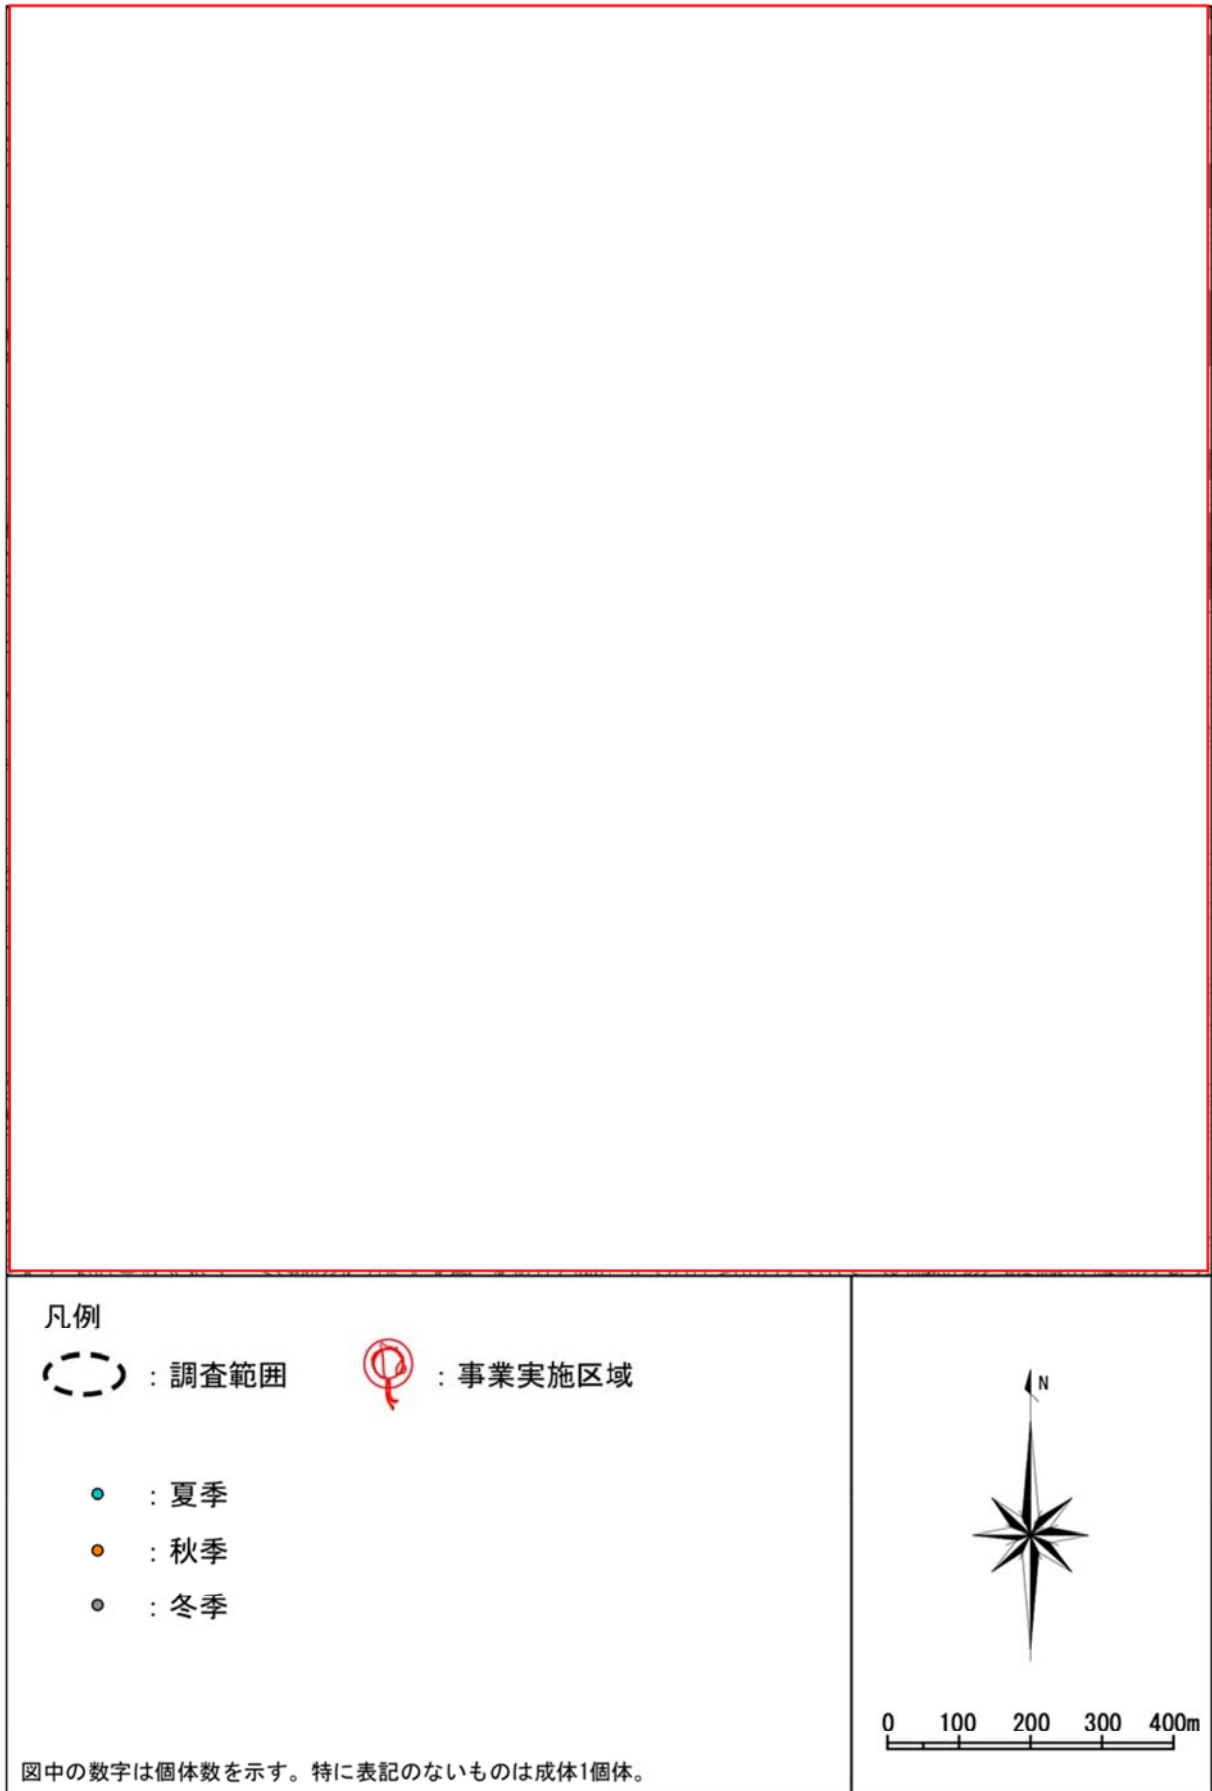 凡例
：調査範囲 ：事業実施区域
：夏季
：秋季
：冬季
図中の数字は個体数を示す。特に表記のないものは成体1個体。
N
0 100 200 300 400m